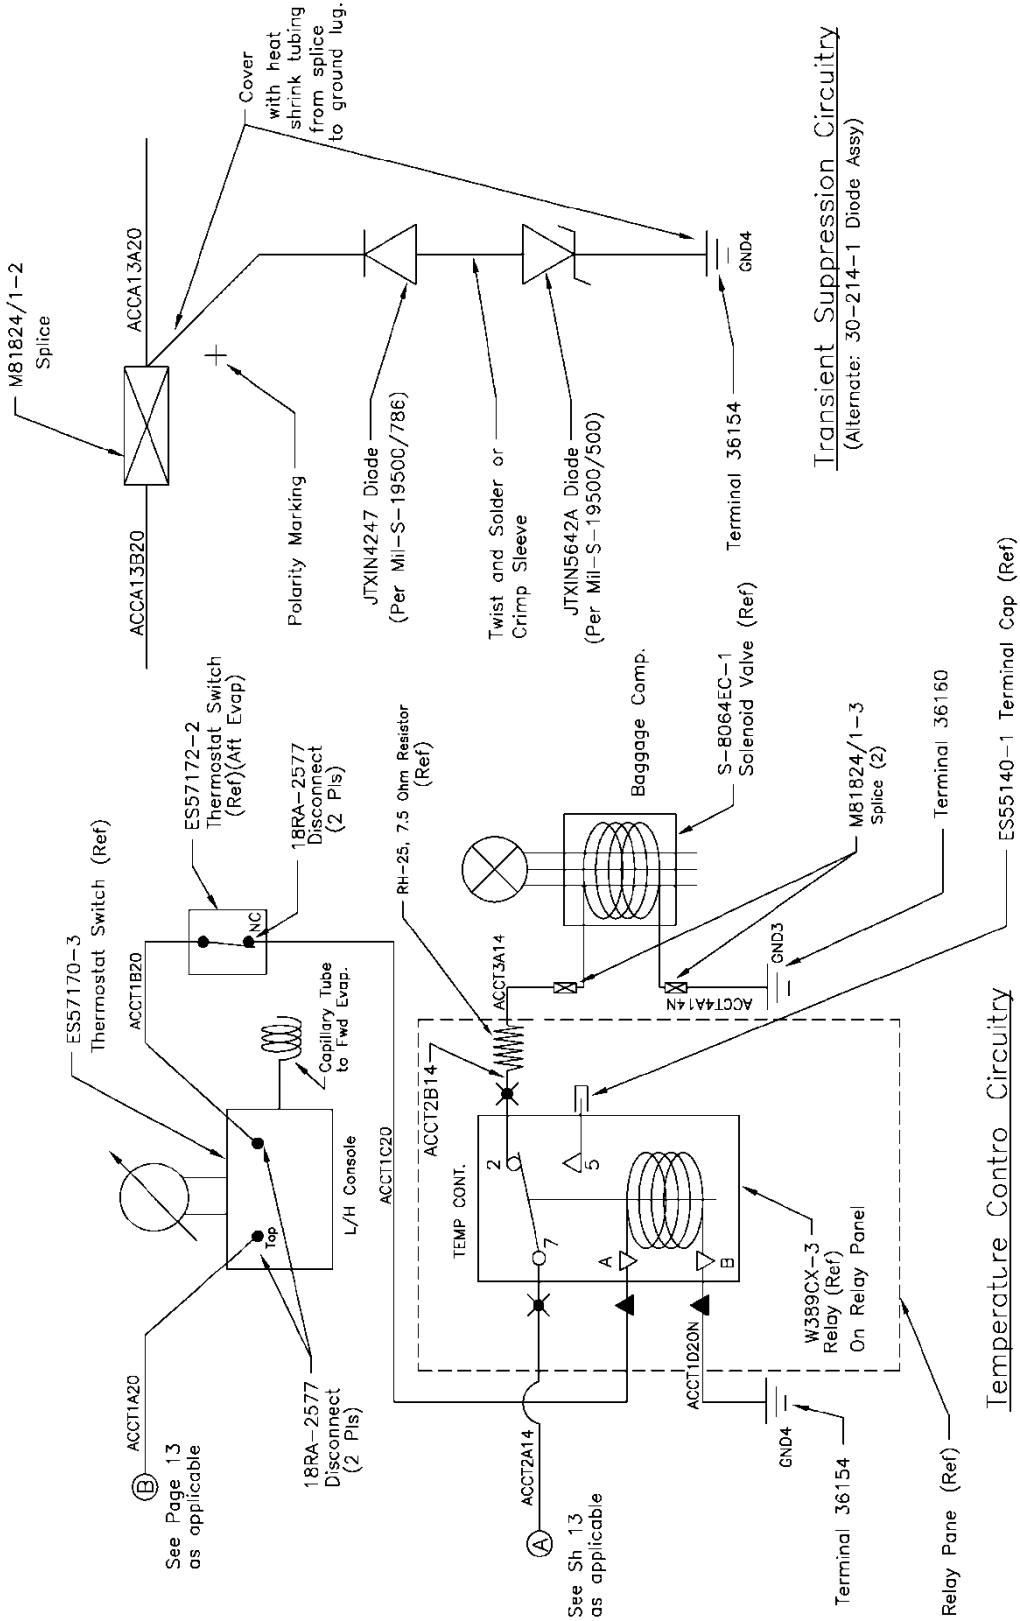 ACCT1A20
B
See Page 13
as applicable
18RA-2577
Disconnect
(2 Pls)
Top
L/H Console
ES57170-3
Thermostat Switch (Ref)
Capillary Tube
to Fwd Evap.
ACCT1B20
NC
ES57172-2
Thermostat Switch
(Ref)(Aft Evap)
18RA-2577
Disconnect
(2 Pls)
ACCT1C20
ACCT2A14
A
See Sh 13
as applicable
TEMP CONT.
7
2
5
A
B
ACCT2B14
RH-25, 7.5 Ohm Resistor
(Ref)
ACCT3A14
Baggage Comp.
S-8064EC-1
Solenoid Valve (Ref)
M81824/1-3
Splice (2)
ACCT4A14N
GND3
Terminal 36160
ES55140-1 Terminal Cap (Ref)
ACCT1D20N
GND4
Terminal 36154
W389CX-3
Relay (Ref)
On Relay Panel
Relay Pane (Ref)
Temperature Contro Circuitry
M81824/1-2
Splice
ACCA13B20
ACCA13A20
Polarity Marking
Cover
with heat
shrink tubing
from splice
to ground lug.
JTXIN4247 Diode
(Per Mil-S-19500/786)
Twist and Solder or
Crimp Sleeve
JTXIN5642A Diode
(Per Mil-S-19500/500)
Terminal 36154
GND4
Transient Suppression Circuitry
(Alternate: 30-214-1 Diode Assy)